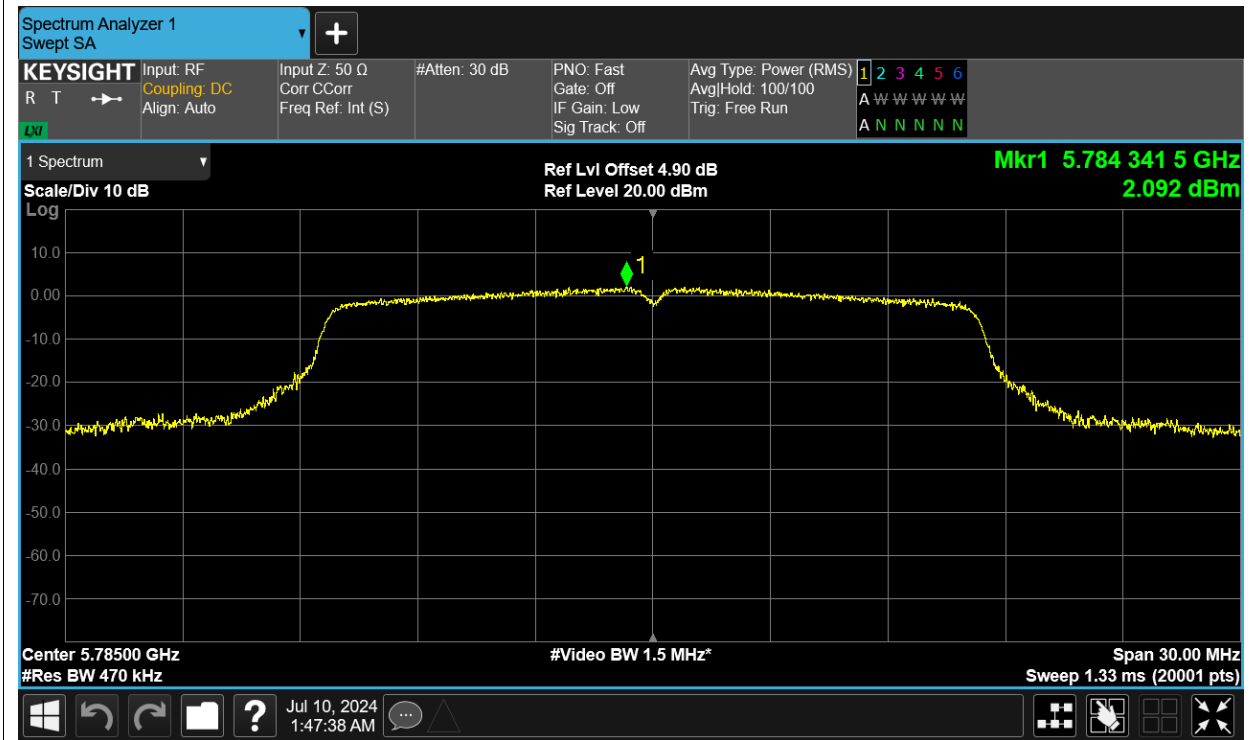 Spectrum Analyzer 1
Swept SA
KEYSIGHT
R T
LXI
Input: RF
Coupling: DC
Align: Auto
Input Z: 50 Ω
Corr CCorr
Freq Ref: Int (S)
#Atten: 30 dB
PNO: Fast
Gate: Off
IF Gain: Low
Sig Track: Off
Avg Type: Power (RMS)
Avg|Hold: 100/100
Trig: Free Run
1 2 3 4 5 6
A W W W W W
A N N N N N
1 Spectrum
Scale/Div 10 dB
Log
Ref Lvl Offset 4.90 dB
Ref Level 20.00 dBm
Mkr1 5.784 341 5 GHz
2.092 dBm
10.0
0.00
-10.0
-20.0
-30.0
-40.0
-50.0
-60.0
-70.0
1
Center 5.78500 GHz
#Res BW 470 kHz
#Video BW 1.5 MHz*
Span 30.00 MHz
Sweep 1.33 ms (20001 pts)
?
Jul 10, 2024
1:47:38 AM